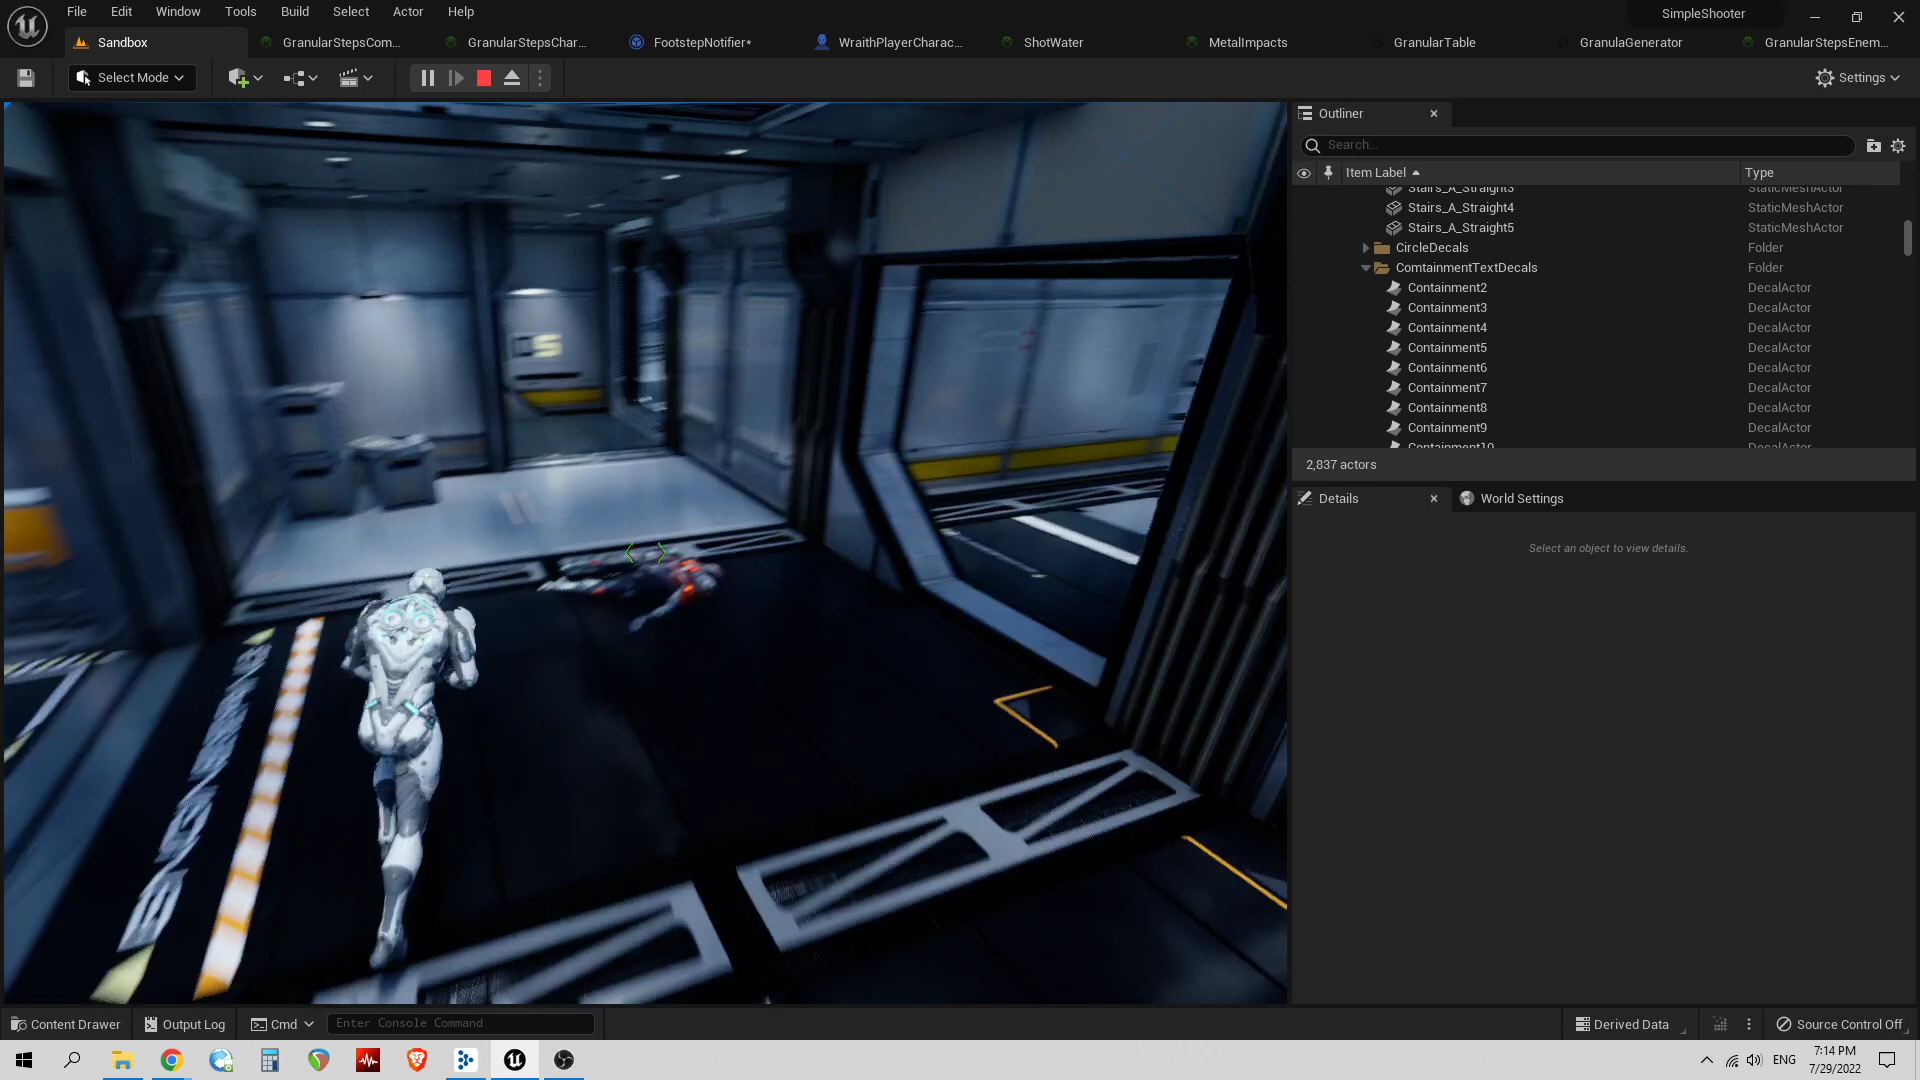 File Edit Window Tools Build Select Actor Help
SimpleShooter
Sandbox
GranularStepsCom...
GranularStepsChar...
FootstepNotifier*
WraithPlayerCharac...
ShotWater
MetalImpacts
GranularTable
GranulaGenerator
GranularStepsEnem...
Select Mode
Settings
Outliner
Search...
Item Label Type
Stairs_A_Straight3 StaticMeshActor
Stairs_A_Straight4 StaticMeshActor
Stairs_A_Straight5 StaticMeshActor
CircleDecals Folder
ComtainmentTextDecals Folder
Containment2 DecalActor
Containment3 DecalActor
Containment4 DecalActor
Containment5 DecalActor
Containment6 DecalActor
Containment7 DecalActor
Containment8 DecalActor
Containment9 DecalActor
Containment10 DecalActor
2,837 actors
Details
World Settings
Select an object to view details.
Content Drawer
Output Log
Cmd
Enter Console Command
Derived Data
Source Control Off
ENG
7:14 PM
7/29/2022